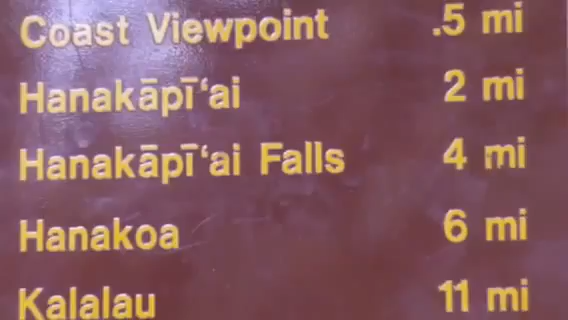 Coast Viewpoint .5 mi
Hanakāpīʻai 2 mi
Hanakāpīʻai Falls 4 mi
Hanakoa 6 mi
Kalalau 11 mi